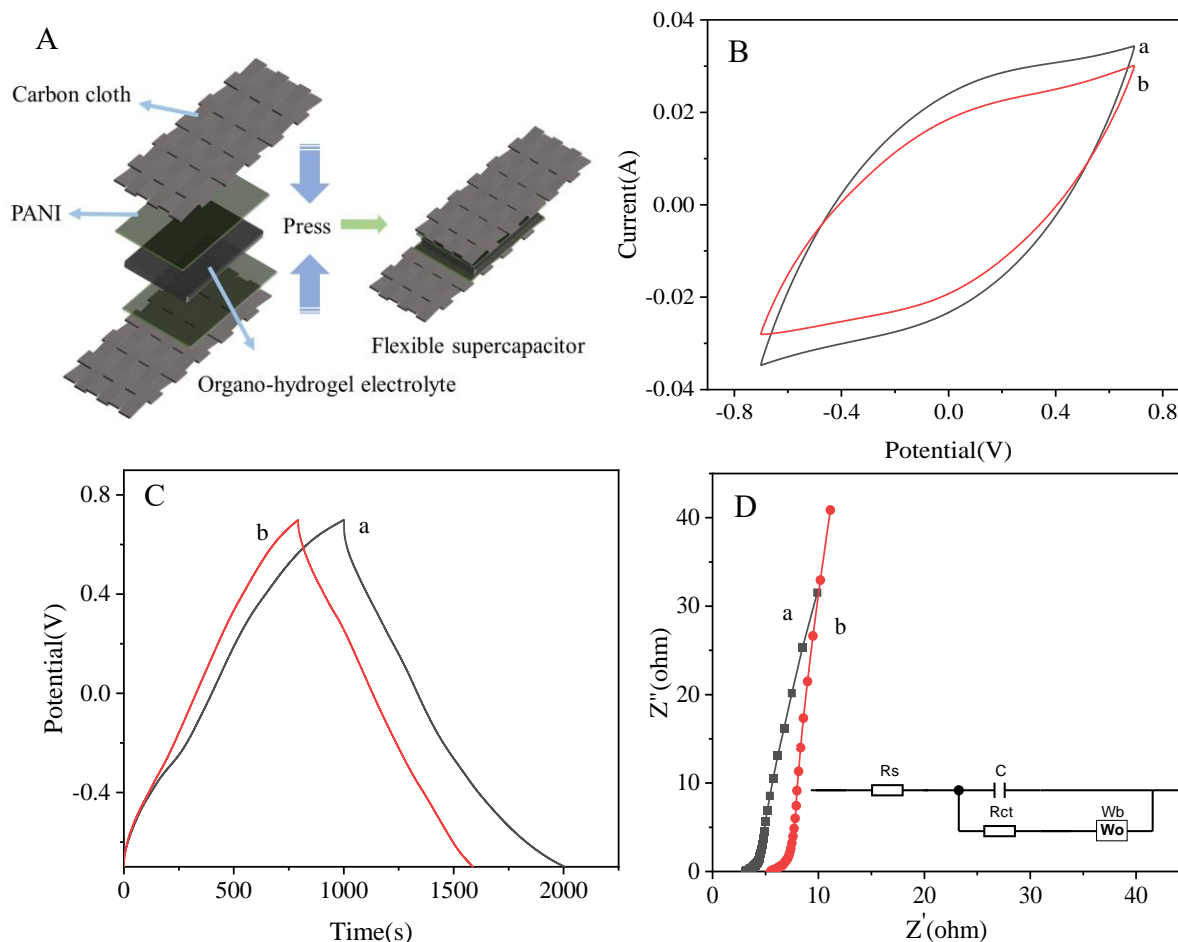 A
Carbon cloth
PANI
Press
Flexible supercapacitor
Organo-hydrogel electrolyte
B
a
b
0.04
0.02
0.00
-0.02
-0.04
Current(A)
-0.8
-0.4
0.0
0.4
0.8
Potential(V)
C
b
a
0.8
0.4
0.0
-0.4
Potential(V)
0
500
1000
1500
2000
Time(s)
D
a
b
40
30
20
10
0
Z"(ohm)
Rs
C
Rct
Wb
Wo
0
10
20
30
40
Z'(ohm)